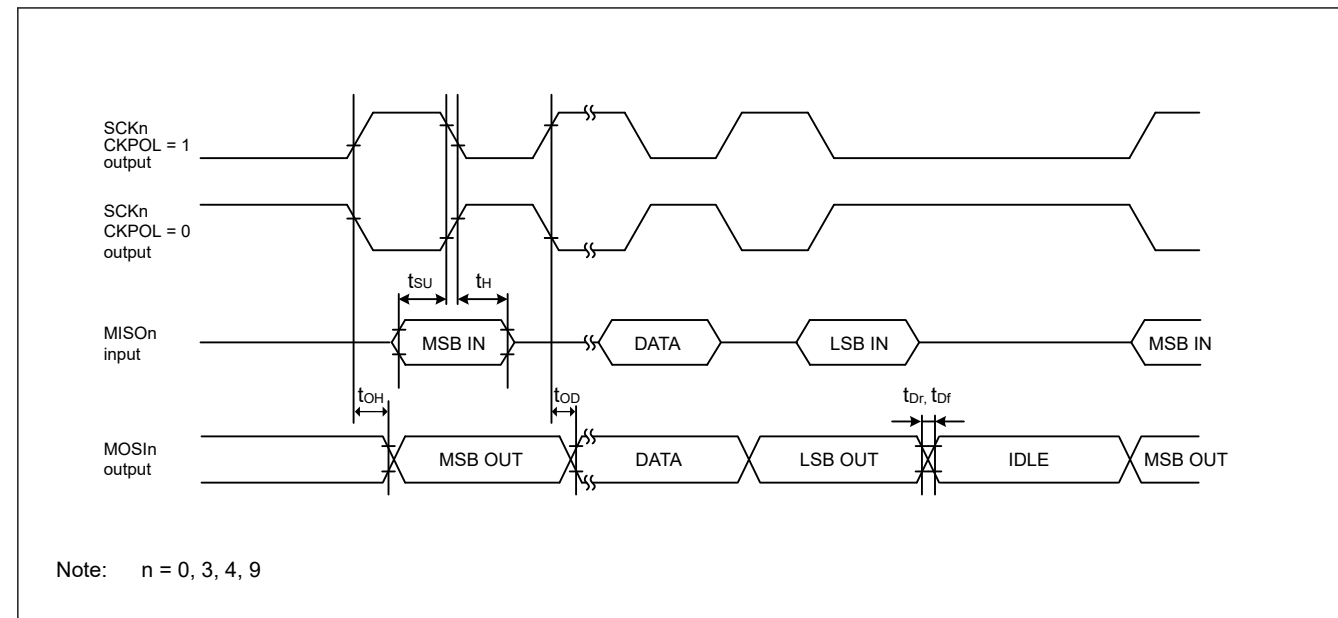 SCKn
CKPOL = 1
output
SCKn
CKPOL = 0
output
tSU
tH
MISOn
input
MSB IN
DATA
LSB IN
MSB IN
tOH
tOD
tDr, tDf
MOSIn
output
MSB OUT
DATA
LSB OUT
IDLE
MSB OUT
Note: n = 0, 3, 4, 9